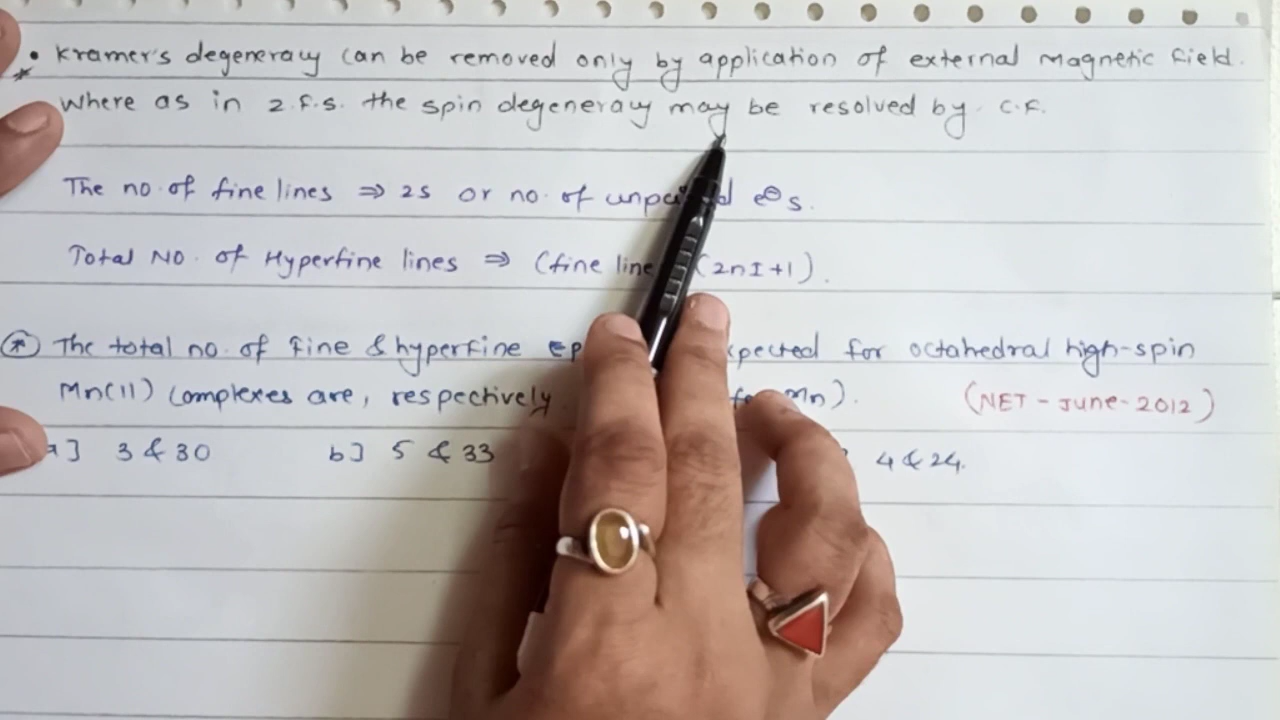 • Kramer's degeneracy can be removed only by application of external Magnetic Field.
* Where as in Z.F.S. the spin degeneracy may be resolved by C.F.
The no. of fine lines ⇒ 2s or no. of e⊖s.
Total NO. of Hyperfine lines ⇒ (fine line (2nI+1).
(*) The total no. of fine & hyperfine for octahedral high-spin
Mn(II) complexes are, respectively Mn). (NET - June - 2012)
a] 3 & 30 b] 5 & 33 4 & 24.